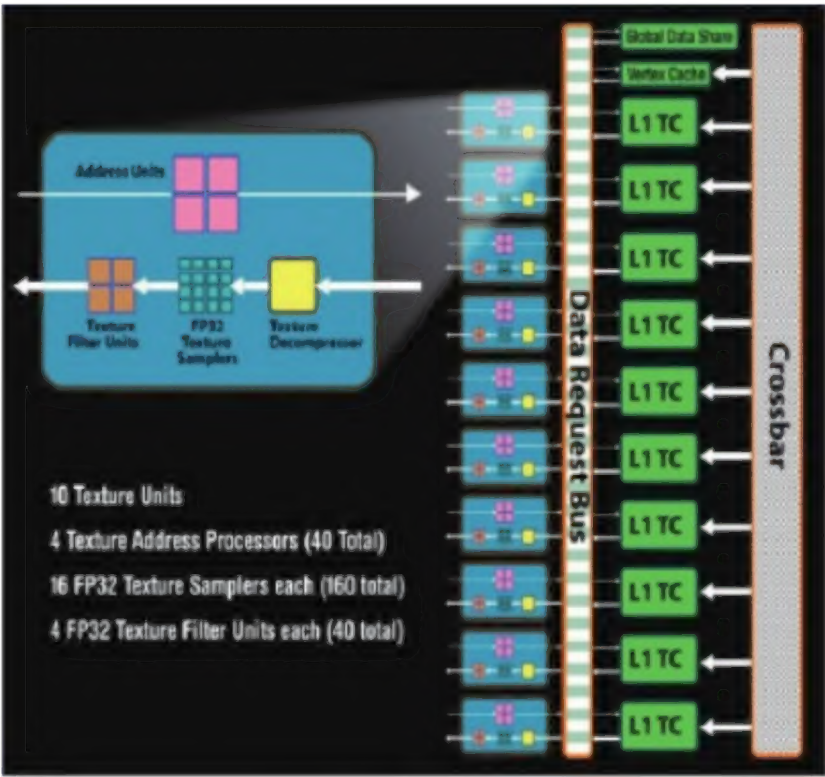 Global Data Share
Vertex Cache
L1 TC
L1 TC
L1 TC
L1 TC
L1 TC
L1 TC
L1 TC
L1 TC
L1 TC
L1 TC
Data Request Bus
Crossbar
Address Units
Texture
Filter Units
FP32
Texture
Samplers
Texture
Decompressor
10 Texture Units
4 Texture Address Processors (40 Total)
16 FP32 Texture Samplers each (160 total)
4 FP32 Texture Filter Units each (40 total)